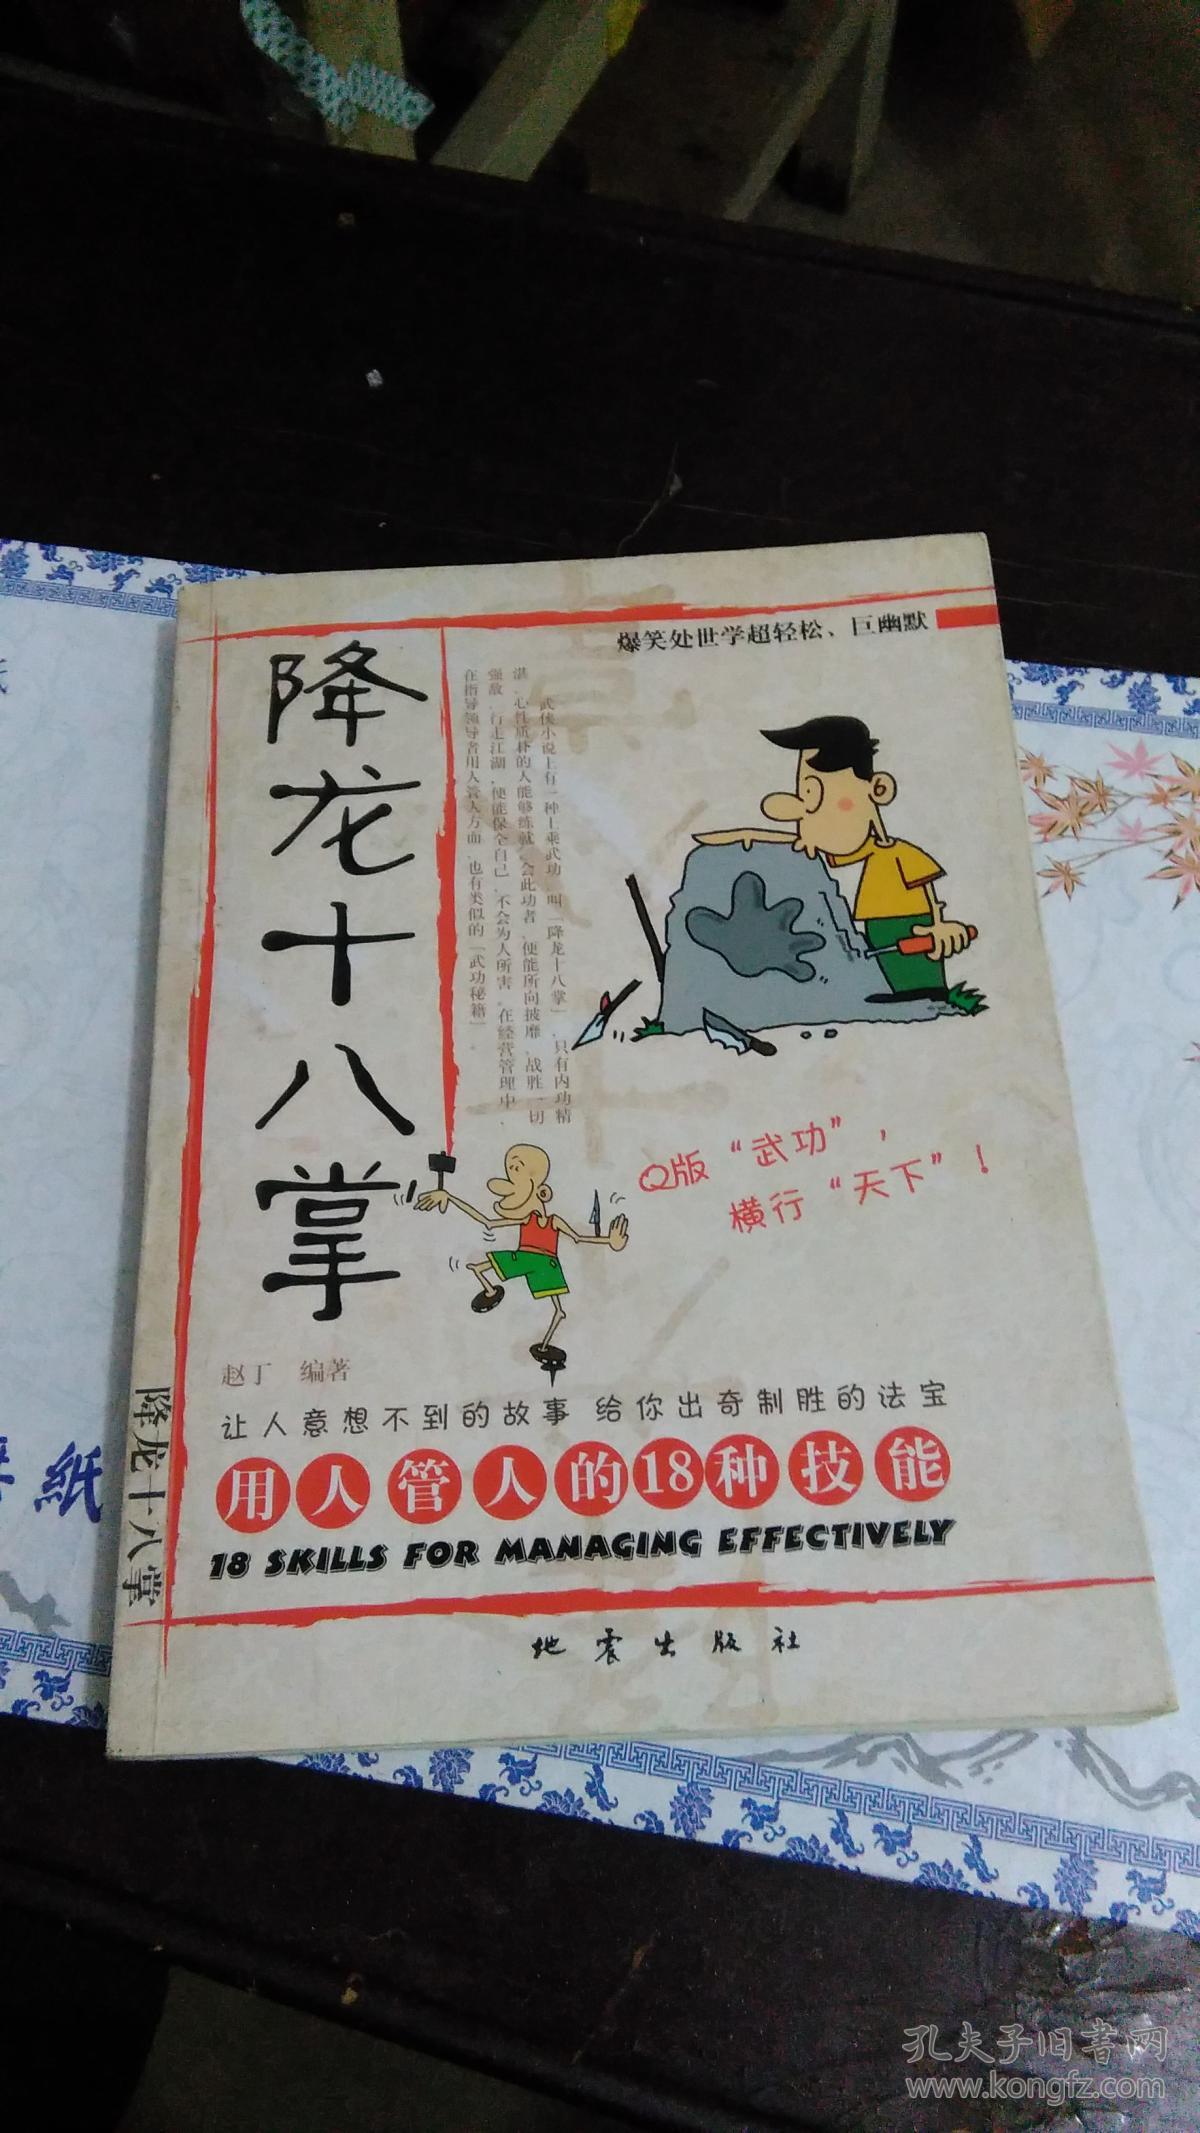 爆笑处世学超轻松、巨幽默
降龙十八掌
武侠小说上有一种上乘武功，叫「降龙十八掌」，只有内功精
湛、心性质朴的人能够练就，会此功者，便能所向披靡，战胜一切
强敌，行走江湖，便能保全自己，不会为人所害。在经营管理中，
在指导领导者用人管人方面，也有类似的「武功秘籍」。
Q版“武功”，
横行“天下”！
赵丁 编著
让人意想不到的故事 给你出奇制胜的法宝
用人管人的18种技能
18 SKILLS FOR MANAGING EFFECTIVELY
地震出版社
降龙十八掌
紙
孔夫子旧书网
www.kongfz.com